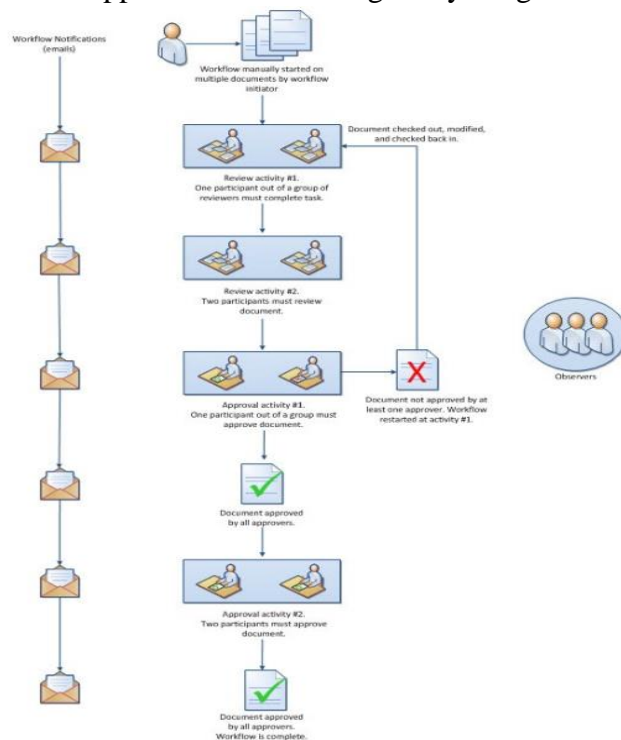 Workflow Notifications
(emails)
Workflow manually started on
multiple documents by workflow
initiator
Document checked out, modified,
and checked back in.
Review activity #1.
One participant out of a group of
reviewers must complete task.
Review activity #2.
Two participants must review
document.
Approval activity #1.
One participant out of a group must
approve document.
Document not approved by at
least one approver. Workflow
restarted at activity #1.
Observers
Document approved
by all approvers.
Approval activity #2.
Two participants must approve
document.
Document approved
by all approvers.
Workflow is complete.